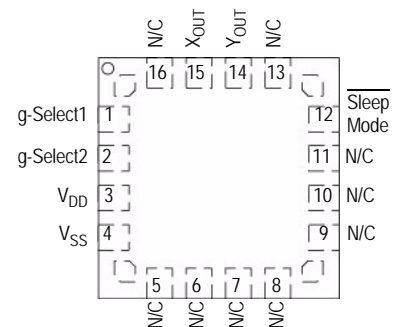 N/C X_OUT Y_OUT N/C
16 15 14 13
g-Select1 1 12 Sleep Mode
g-Select2 2 11 N/C
V_DD 3 10 N/C
V_SS 4 9 N/C
5 6 7 8
N/C N/C N/C N/C